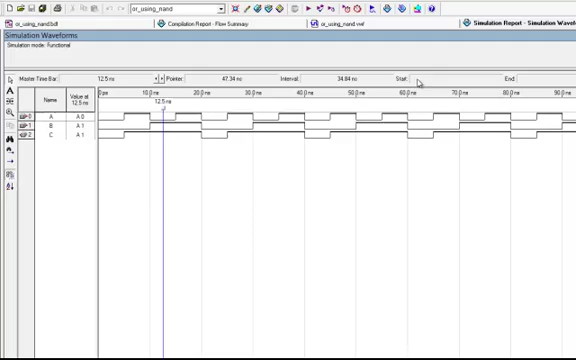 or_using_nand
or_using_nand.bdf
Compilation Report - Flow Summary
or_using_nand.vwf
Simulation Report - Simulation Wavef
Simulation Waveforms
Simulation mode: Functional
Master Time Bar: 12.5 ns Pointer: 47.34 ns Interval: 34.84 ns Start: End:
Name Value at 12.5 ns
0 ps 10.0 ns 20.0 ns 30.0 ns 40.0 ns 50.0 ns 60.0 ns 70.0 ns 80.0 ns 90.0 ns
12.5 ns
0 A A 0
1 B A 1
2 C A 1